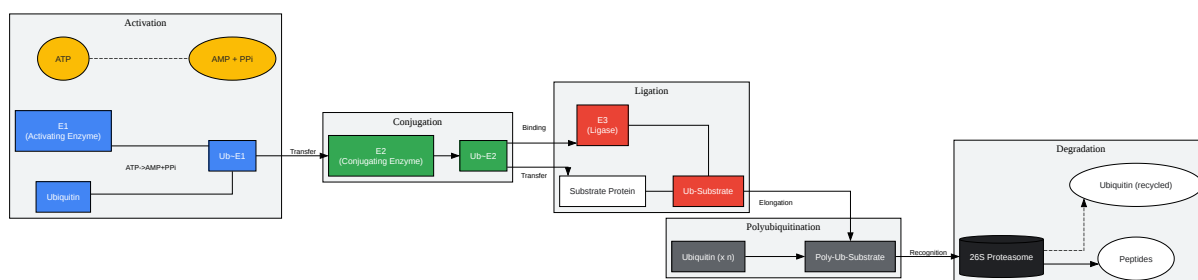 Activation
ATP
AMP + PPi
E1
(Activating Enzyme)
ATP->AMP+PPi
Ub~E1
Ubiquitin
Transfer
Conjugation
E2
(Conjugating Enzyme)
Ub~E2
Binding
Transfer
Ligation
E3
(Ligase)
Substrate Protein
Ub-Substrate
Elongation
Polyubiquitination
Ubiquitin (x n)
Poly-Ub-Substrate
Recognition
Degradation
Ubiquitin (recycled)
26S Proteasome
Peptides